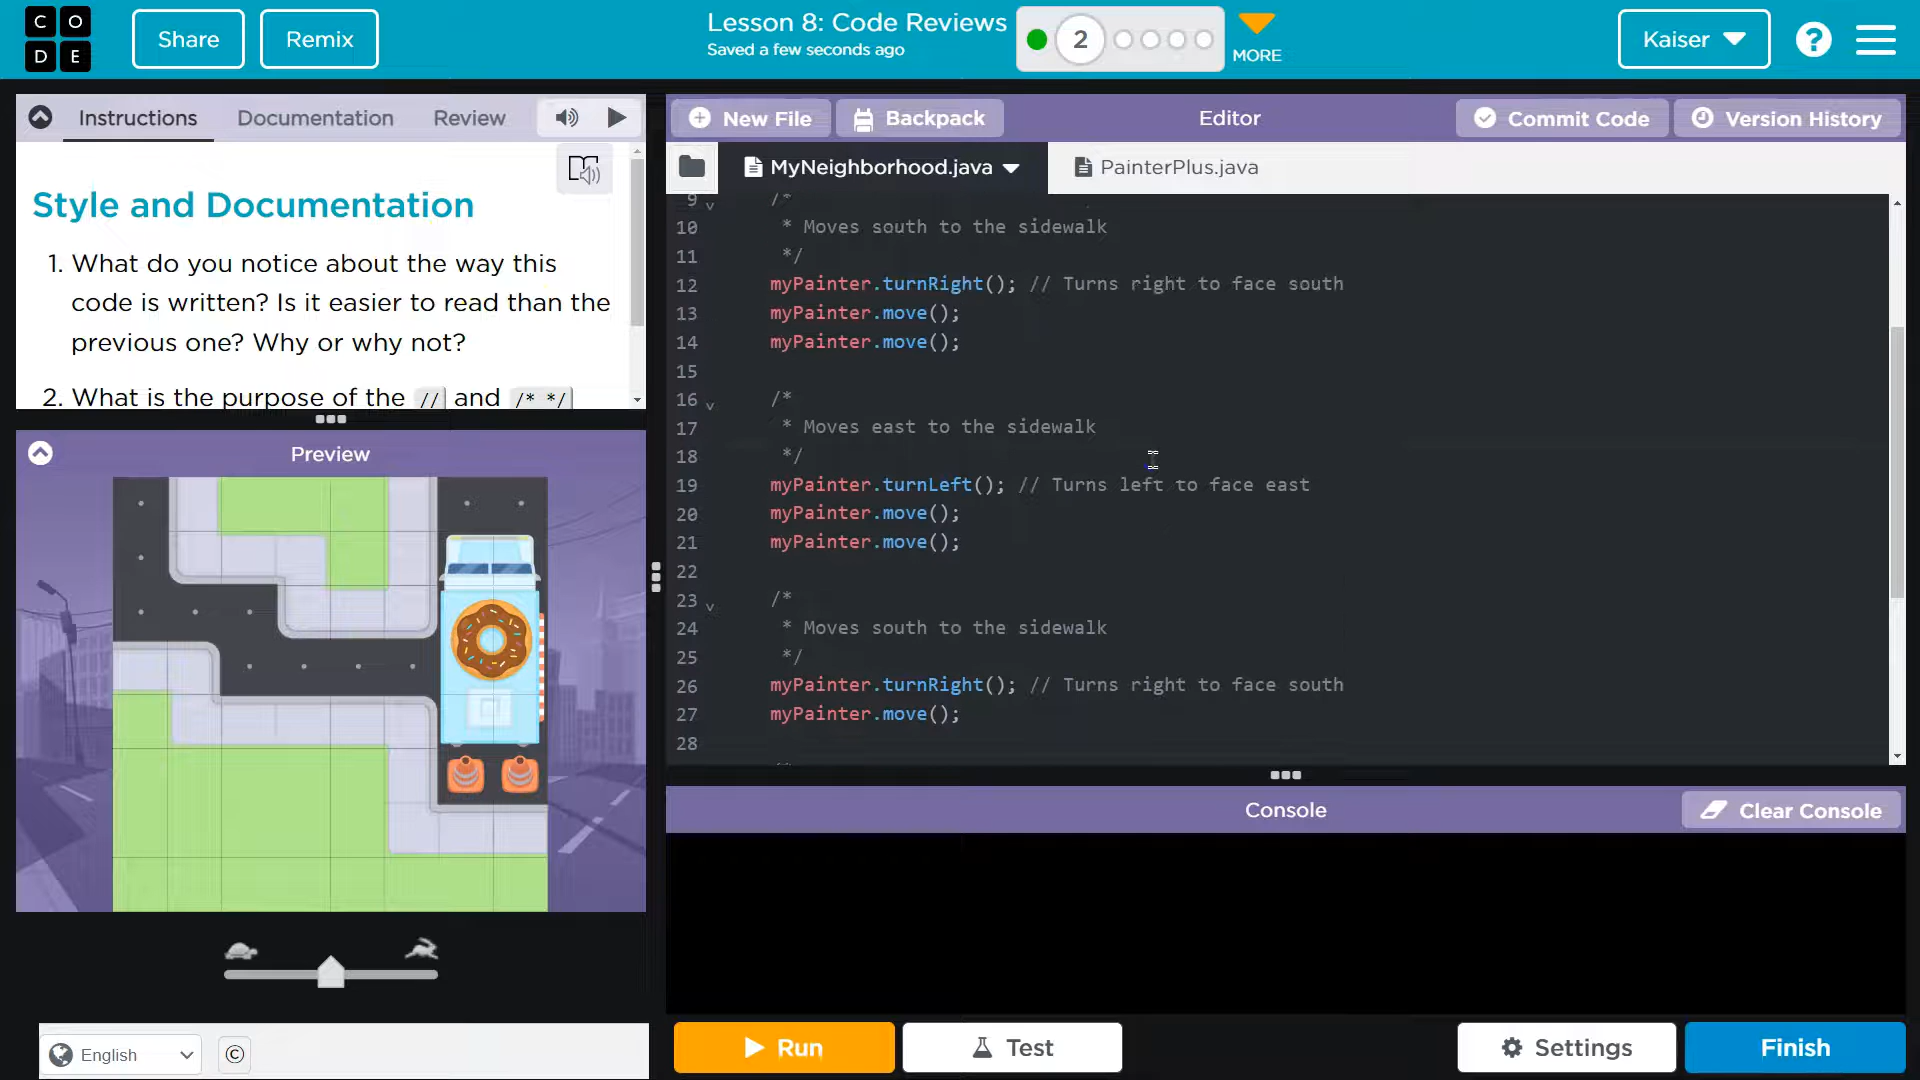 C O
D E
Share
Remix
Lesson 8: Code Reviews
Saved a few seconds ago
2
MORE
Kaiser
?
Instructions
Documentation
Review
Style and Documentation
1. What do you notice about the way this
code is written? Is it easier to read than the
previous one? Why or why not?
2. What is the purpose of the // and /* */
Preview
English
©
New File
Backpack
Editor
Commit Code
Version History
MyNeighborhood.java
PainterPlus.java
9 /*
10 * Moves south to the sidewalk
11 */
12 myPainter.turnRight(); // Turns right to face south
13 myPainter.move();
14 myPainter.move();
15
16 /*
17 * Moves east to the sidewalk
18 */
19 myPainter.turnLeft(); // Turns left to face east
20 myPainter.move();
21 myPainter.move();
22
23 /*
24 * Moves south to the sidewalk
25 */
26 myPainter.turnRight(); // Turns right to face south
27 myPainter.move();
28
Console
Clear Console
Run
Test
Settings
Finish